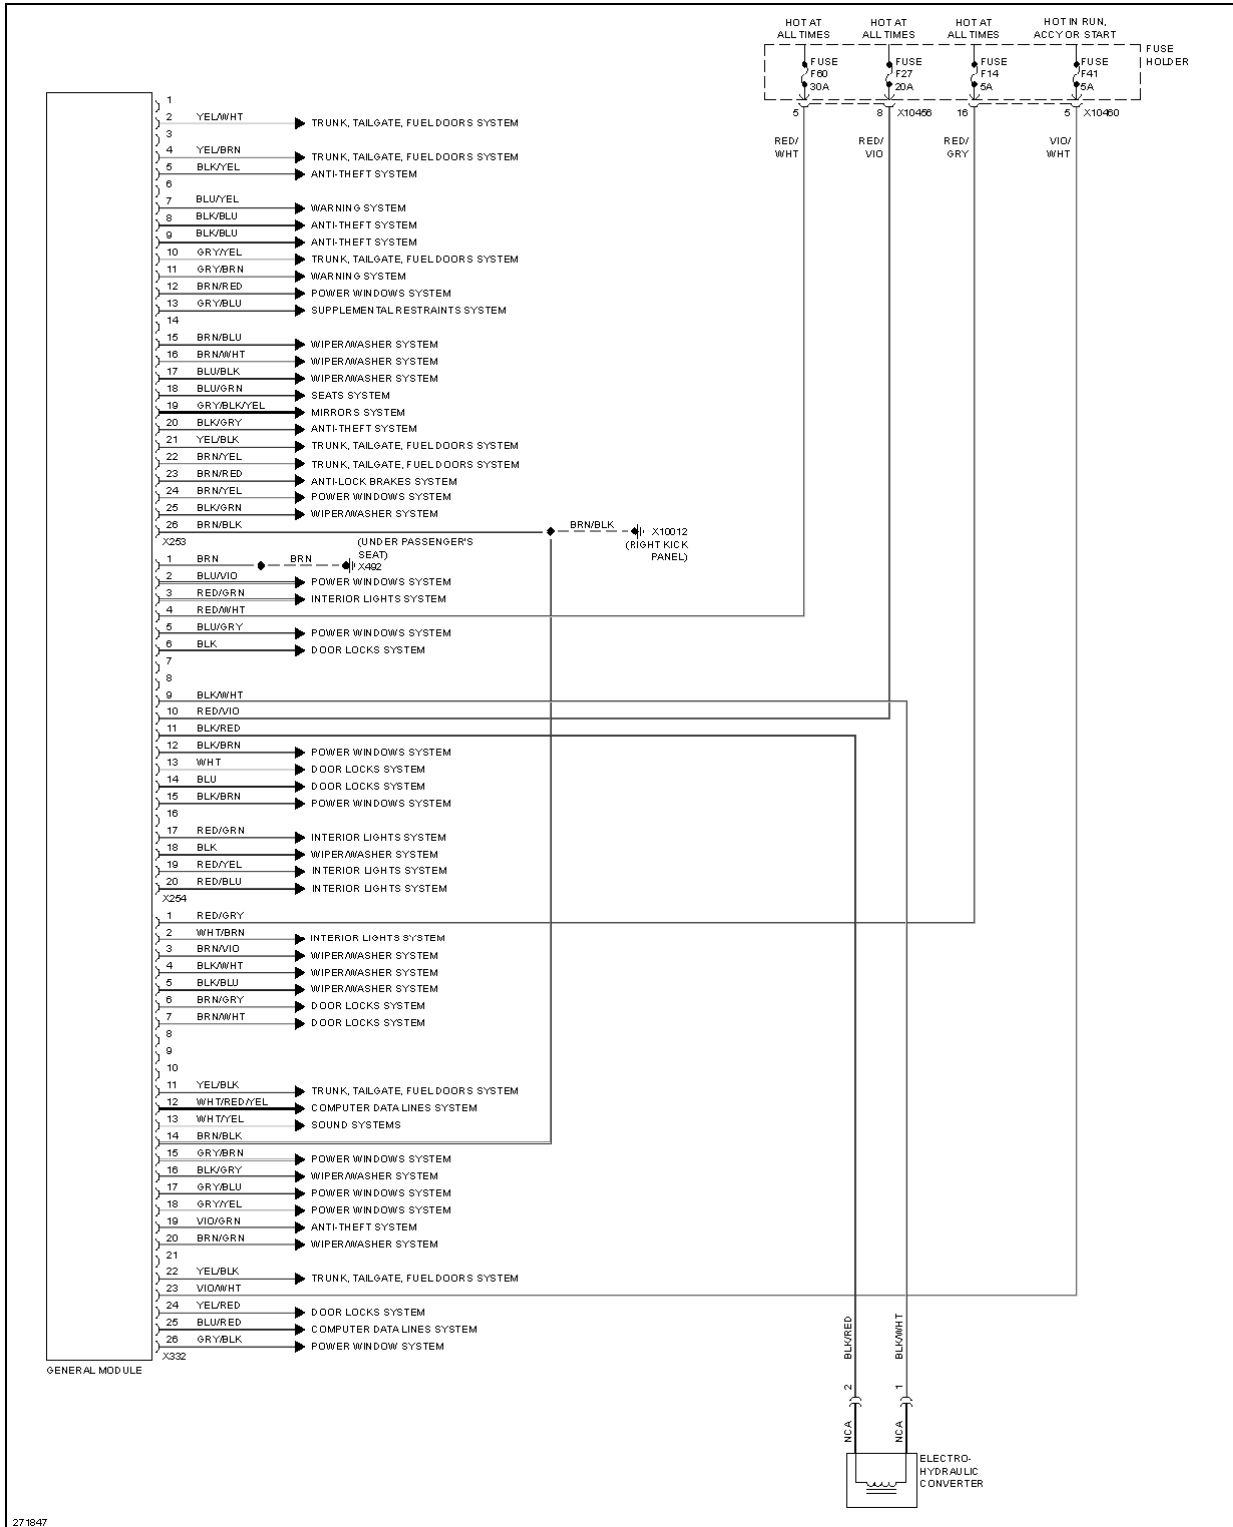 HOT AT HOT AT HOT AT HOT IN RUN,
ALL TIMES ALL TIMES ALL TIMES ACCY OR START
FUSE FUSE FUSE FUSE FUSE
F60 F27 F14 F41 HOLDER
30A 20A 5A 5A
5 8 X10456 16 5 X10460
RED/ RED/ RED/ VIO/
WHT VIO GRY WHT
1
2 YEL/WHT TRUNK, TAILGATE, FUEL DOORS SYSTEM
3
4 YEL/BRN TRUNK, TAILGATE, FUEL DOORS SYSTEM
5 BLK/YEL ANTI-THEFT SYSTEM
6
7 BLU/YEL WARNING SYSTEM
8 BLK/BLU ANTI-THEFT SYSTEM
9 BLK/BLU ANTI-THEFT SYSTEM
10 GRY/YEL TRUNK, TAILGATE, FUEL DOORS SYSTEM
11 GRY/BRN WARNING SYSTEM
12 BRN/RED POWER WINDOWS SYSTEM
13 GRY/BLU SUPPLEMENTAL RESTRAINTS SYSTEM
14
15 BRN/BLU WIPER/WASHER SYSTEM
16 BRN/WHT WIPER/WASHER SYSTEM
17 BLU/BLK WIPER/WASHER SYSTEM
18 BLU/GRN SEATS SYSTEM
19 GRY/BLK/YEL MIRRORS SYSTEM
20 BLK/GRY ANTI-THEFT SYSTEM
21 YEL/BLK TRUNK, TAILGATE, FUEL DOORS SYSTEM
22 BRN/YEL TRUNK, TAILGATE, FUEL DOORS SYSTEM
23 BRN/RED ANTI-LOCK BRAKES SYSTEM
24 BRN/YEL POWER WINDOWS SYSTEM
25 BLK/GRN WIPER/WASHER SYSTEM
26 BRN/BLK BRN/BLK X10012
X253 (UNDER PASSENGER'S (RIGHT KICK
SEAT) PANEL)
1 BRN BRN X492
2 BLU/VIO POWER WINDOWS SYSTEM
3 RED/GRN INTERIOR LIGHTS SYSTEM
4 RED/WHT
5 BLU/GRY POWER WINDOWS SYSTEM
6 BLK DOOR LOCKS SYSTEM
7
8
9 BLK/WHT
10 RED/VIO
11 BLK/RED
12 BLK/BRN POWER WINDOWS SYSTEM
13 WHT DOOR LOCKS SYSTEM
14 BLU DOOR LOCKS SYSTEM
15 BLK/BRN POWER WINDOWS SYSTEM
16
17 RED/GRN INTERIOR LIGHTS SYSTEM
18 BLK WIPER/WASHER SYSTEM
19 RED/YEL INTERIOR LIGHTS SYSTEM
20 RED/BLU INTERIOR LIGHTS SYSTEM
X254
1 RED/GRY
2 WHT/BRN INTERIOR LIGHTS SYSTEM
3 BRN/VIO WIPER/WASHER SYSTEM
4 BLK/WHT WIPER/WASHER SYSTEM
5 BLK/BLU WIPER/WASHER SYSTEM
6 BRN/GRY DOOR LOCKS SYSTEM
7 BRN/WHT DOOR LOCKS SYSTEM
8
9
10
11 YEL/BLK TRUNK, TAILGATE, FUEL DOORS SYSTEM
12 WHT/RED/YEL COMPUTER DATA LINES SYSTEM
13 WHT/YEL SOUND SYSTEMS
14 BRN/BLK
15 GRY/BRN POWER WINDOWS SYSTEM
16 BLK/GRY WIPER/WASHER SYSTEM
17 GRY/BLU POWER WINDOWS SYSTEM
18 GRY/YEL POWER WINDOWS SYSTEM
19 VIO/GRN ANTI-THEFT SYSTEM
20 BRN/GRN WIPER/WASHER SYSTEM
21
22 YEL/BLK TRUNK, TAILGATE, FUEL DOORS SYSTEM
23 VIO/WHT
24 YEL/RED DOOR LOCKS SYSTEM
25 BLU/RED COMPUTER DATA LINES SYSTEM
26 GRY/BLK POWER WINDOW SYSTEM
X332
GENERAL MODULE
BLK/RED BLK/WHT
2 1
NCA NCA
ELECTRO-
HYDRAULIC
CONVERTER
271847